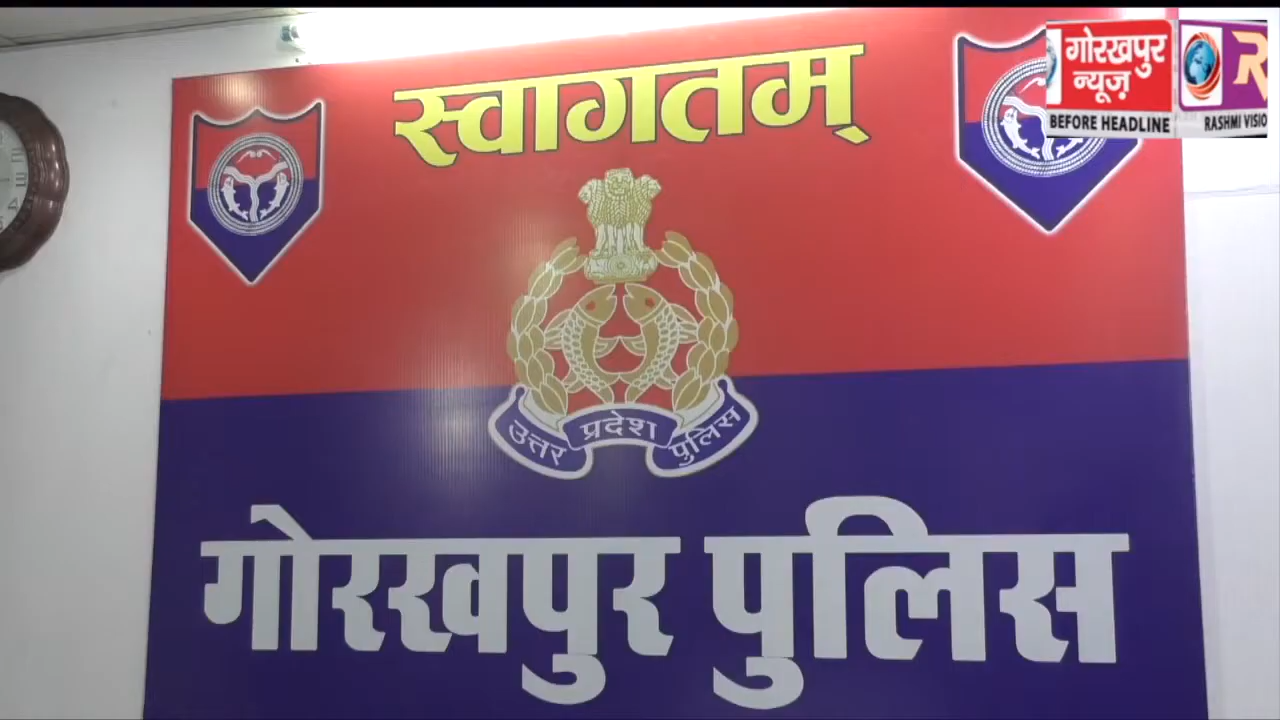 स्वागतम्
गोरखपुर
न्यूज़
BEFORE HEADLINE
R
RASHMI VISIO
उत्तर प्रदेश पुलिस
गोरखपुर पुलिस